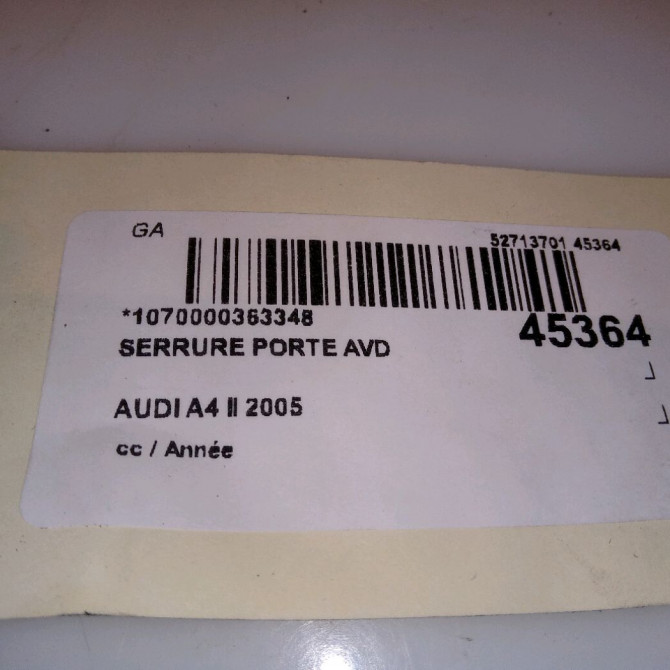 GA
52713701 45364
*1070000363348
45364
SERRURE PORTE AVD
AUDI A4 II 2005
cc / Année